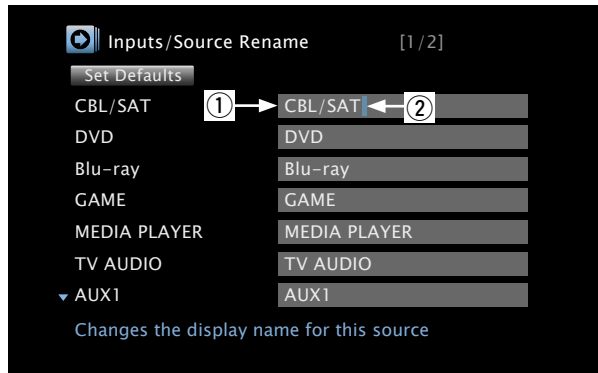 Inputs/Source Rename [1/2]
Set Defaults
CBL/SAT ① CBL/SAT ②
DVD DVD
Blu-ray Blu-ray
GAME GAME
MEDIA PLAYER MEDIA PLAYER
TV AUDIO TV AUDIO
AUX1 AUX1
Changes the display name for this source